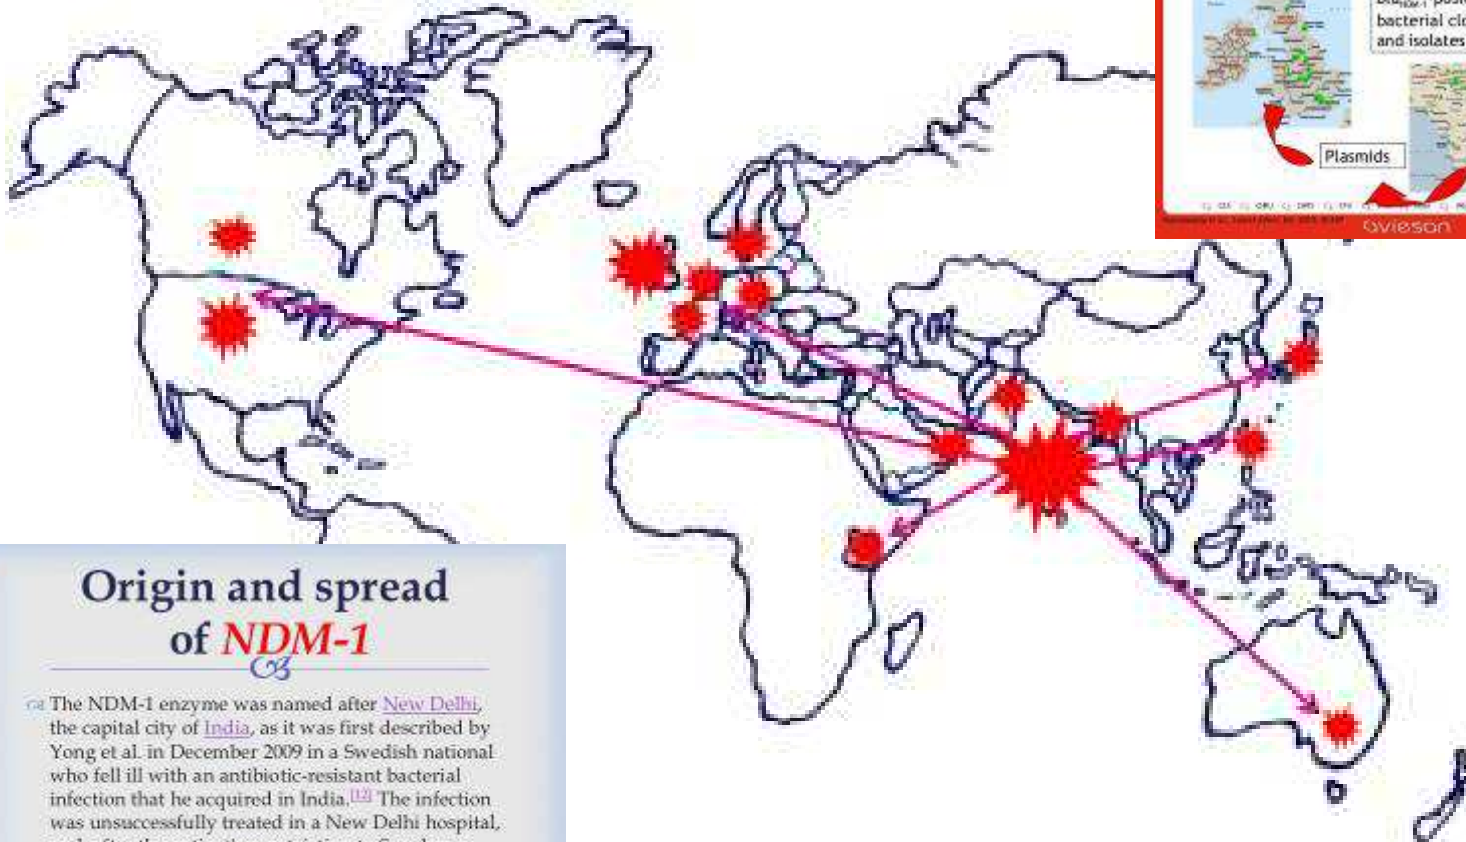 bacterial
and isolates
Plasmids
aviesan
Origin and spread
of NDM-1
The NDM-1 enzyme was named after New Delhi,
the capital city of India, as it was first described by
Yong et al. in December 2009 in a Swedish national
who fell ill with an antibiotic-resistant bacterial
infection that he acquired in India.[12] The infection
was unsuccessfully treated in a New Delhi hospital,